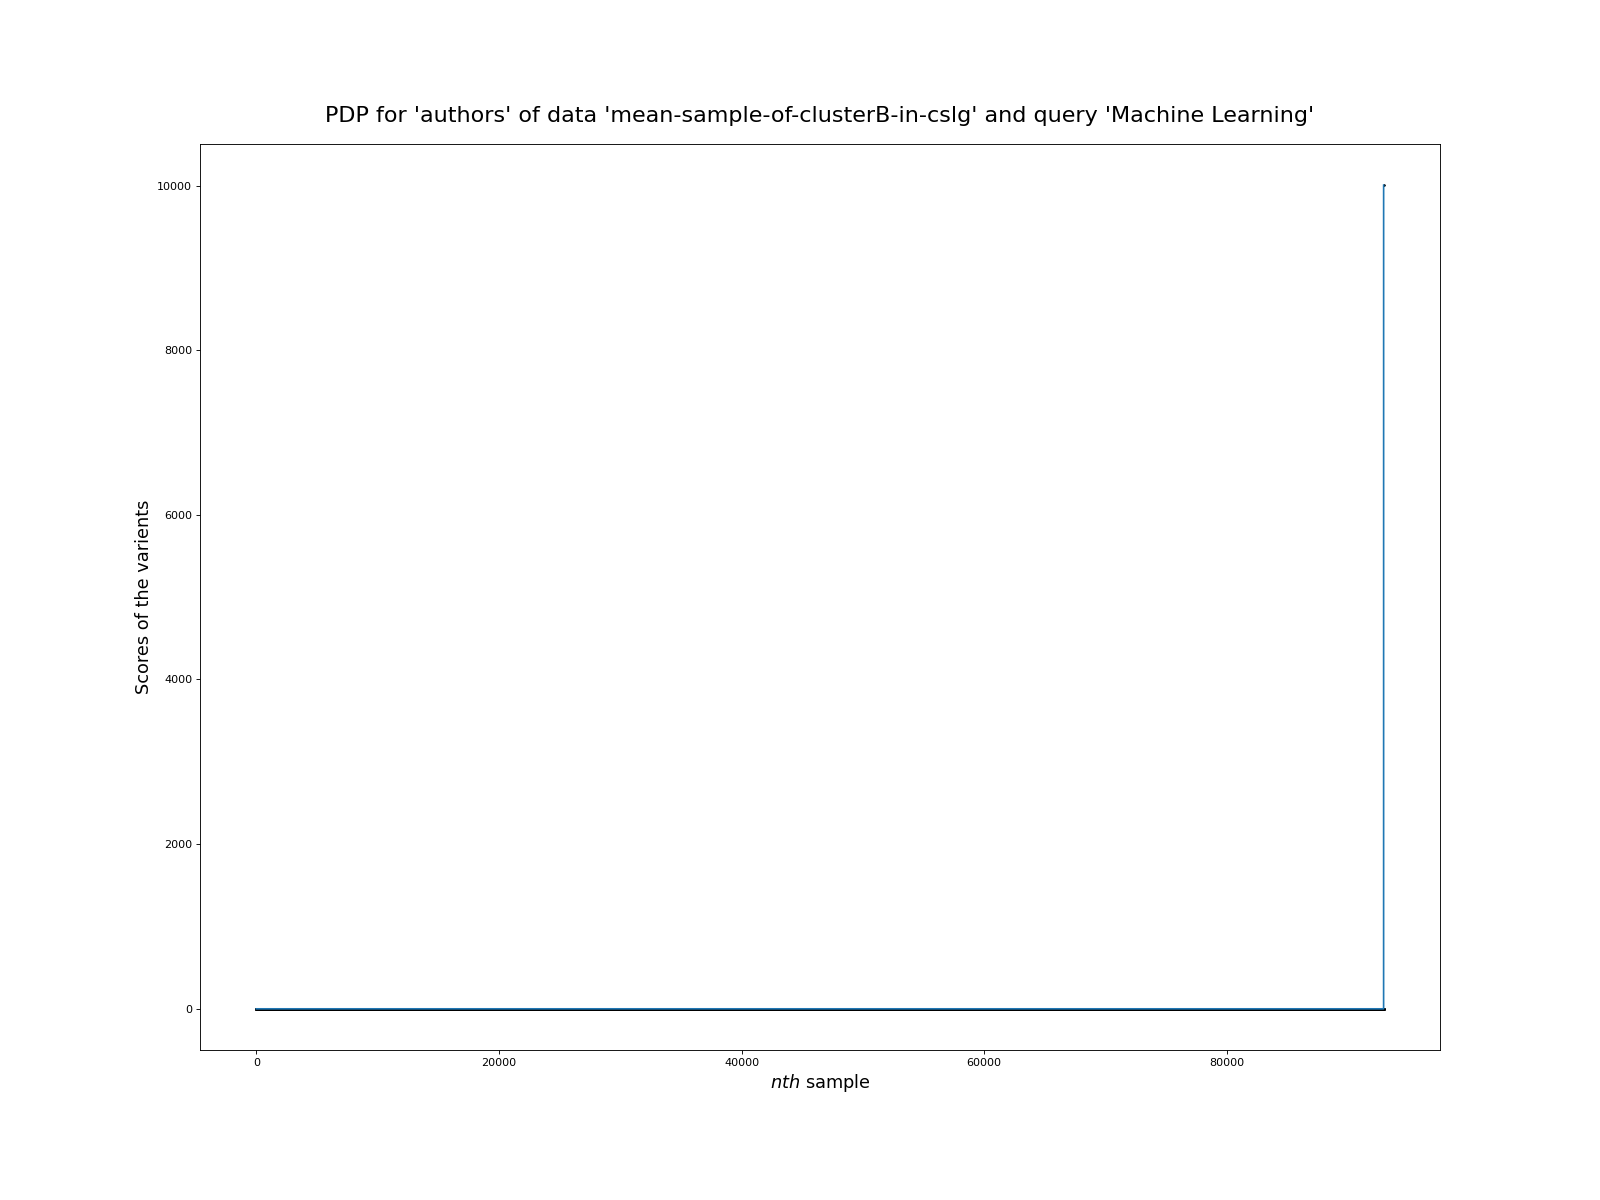 PDP for 'authors' of data 'mean-sample-of-clusterB-in-cslg' and query 'Machine Learning'
10000
8000
6000
4000
2000
0
Scores of the varients
0 20000 40000 60000 80000
nth sample